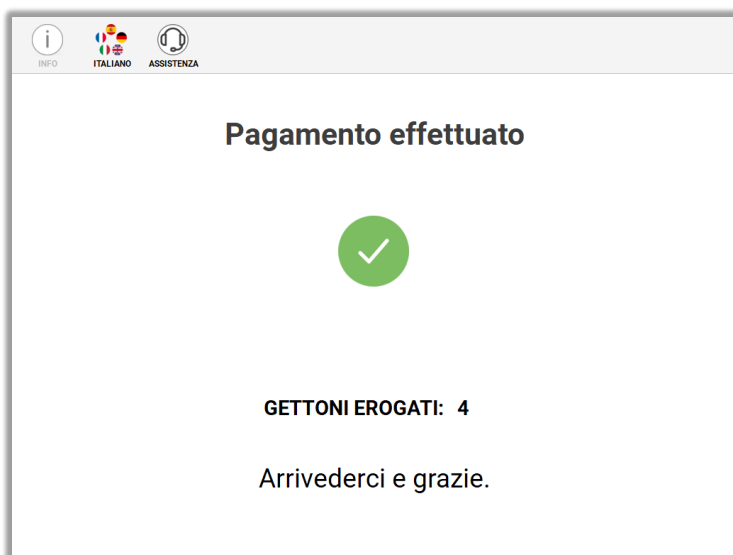 INFO
ITALIANO
ASSISTENZA
Pagamento effettuato
GETTONI EROGATI: 4
Arrivederci e grazie.